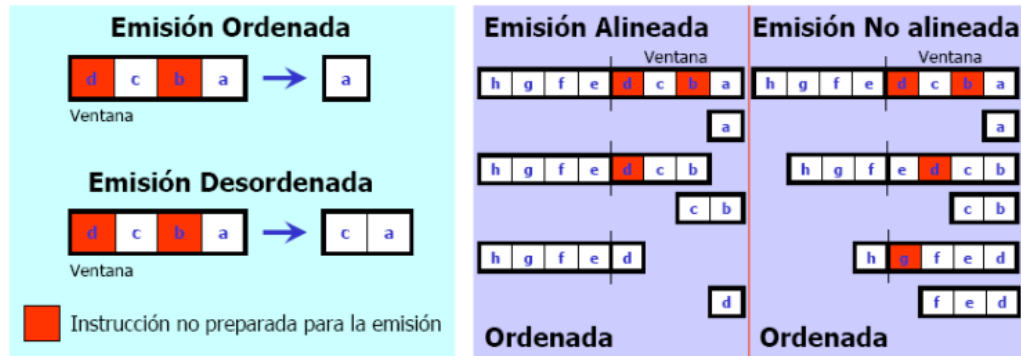 Emisión Ordenada
d c b a a
Ventana
Emisión Desordenada
d c b a c a
Ventana
Instrucción no preparada para la emisión
Emisión Alineada
Ventana
h g f e d c b a
a
h g f e d c b
c b
h g f e d
d
Ordenada
Emisión No alineada
Ventana
h g f e d c b a
a
h g f e d c b
c b
h g f e d
f e d
Ordenada